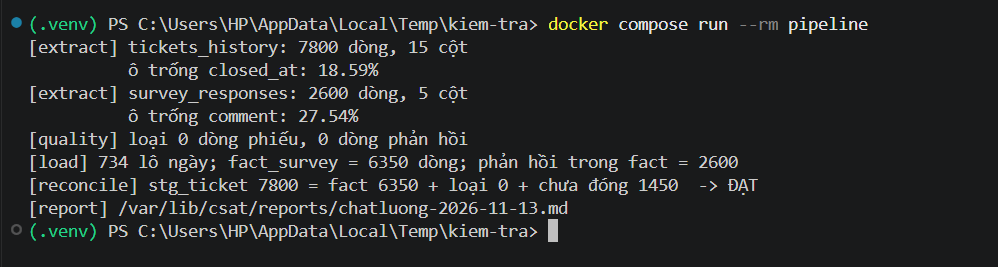 (.venv) PS C:\Users\HP\AppData\Local\Temp\kiem-tra> docker compose run --rm pipeline
[extract] tickets_history: 7800 dòng, 15 cột
          ô trống closed_at: 18.59%
[extract] survey_responses: 2600 dòng, 5 cột
          ô trống comment: 27.54%
[quality] loại 0 dòng phiếu, 0 dòng phản hồi
[load] 734 lô ngày; fact_survey = 6350 dòng; phản hồi trong fact = 2600
[reconcile] stg_ticket 7800 = fact 6350 + loại 0 + chưa đóng 1450  -> ĐẠT
[report] /var/lib/csat/reports/chatluong-2026-11-13.md
(.venv) PS C:\Users\HP\AppData\Local\Temp\kiem-tra>